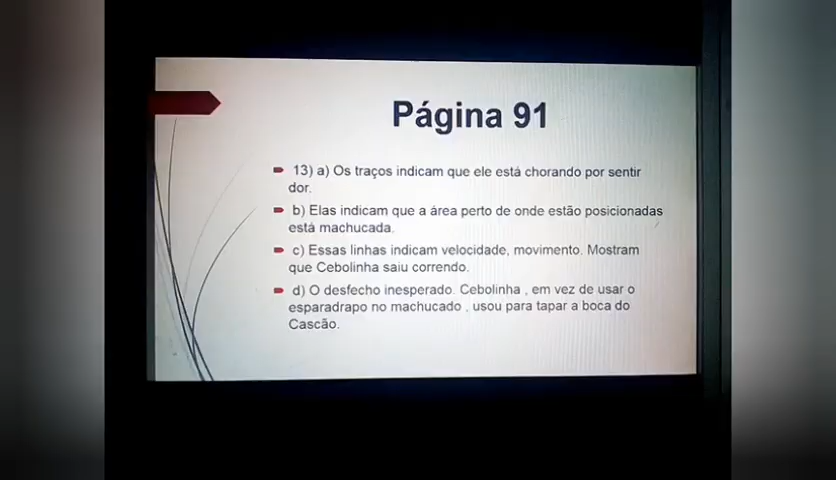 Página 91
13) a) Os traços indicam que ele está chorando por sentir
dor.
b) Elas indicam que a área perto de onde estão posicionadas
está machucada.
c) Essas linhas indicam velocidade, movimento. Mostram
que Cebolinha saiu correndo.
d) O desfecho inesperado. Cebolinha , em vez de usar o
esparadrapo no machucado , usou para tapar a boca do
Cascão.